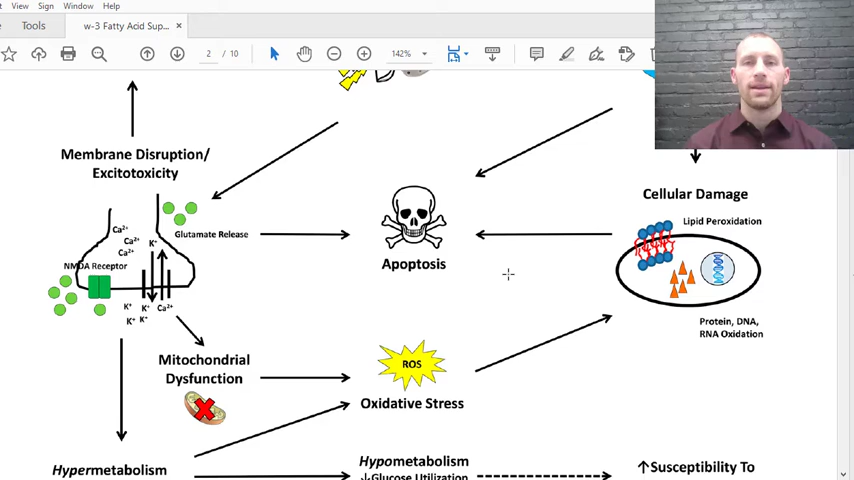 View
Sign
Window
Help
Tools
w-3 Fatty Acid Sup...
×
2 / 10
142%
Membrane Disruption/
Excitotoxicity
Cellular Damage
Lipid Peroxidation
Ca2+
Ca2+
Ca2+
K+
Glutamate Release
NMDA Receptor
Apoptosis
K+ K+ Ca2+
K+ K+
Protein, DNA,
RNA Oxidation
Mitochondrial
Dysfunction
ROS
Oxidative Stress
Hypermetabolism
Hypometabolism
↓Glucose Utilization
↑Susceptibility To